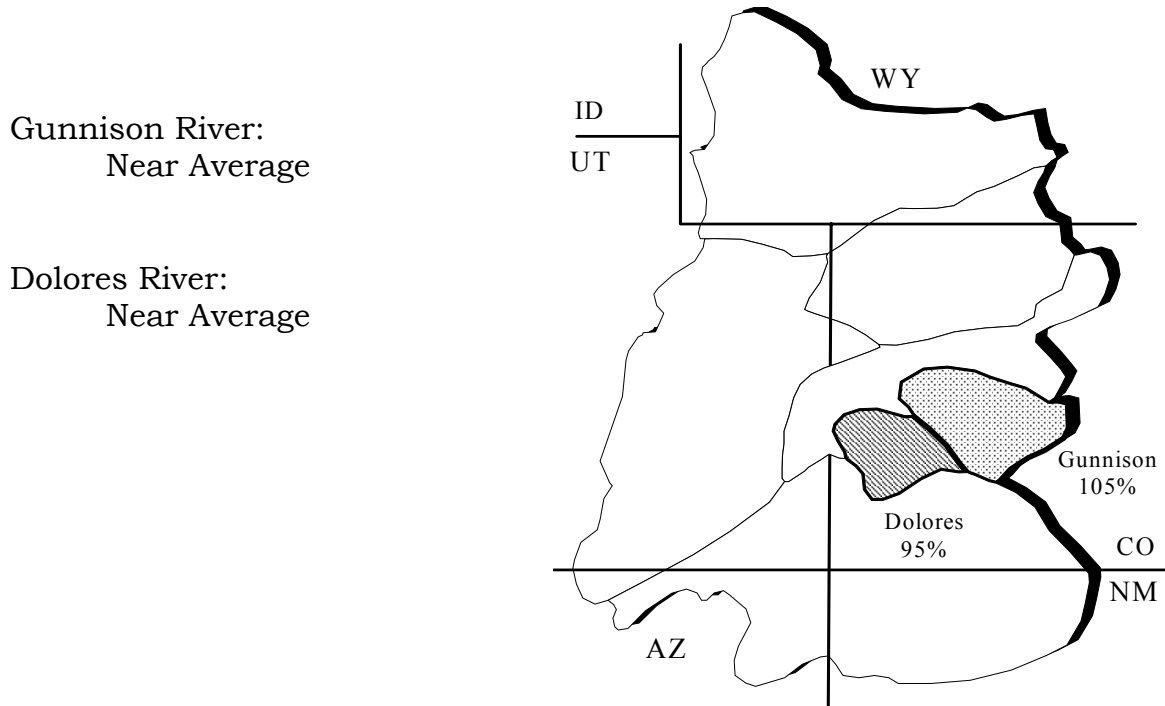 Gunnison River:
Near Average
Dolores River:
Near Average
WY
ID
UT
Gunnison
105%
Dolores
95%
CO
NM
AZ